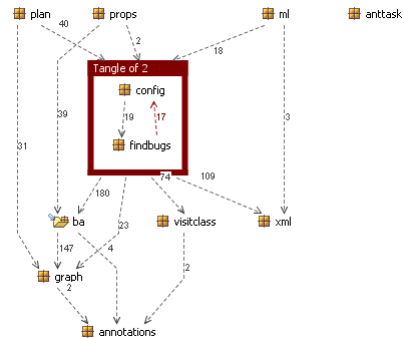 plan
props
ml
anttask
40
2
18
Tangle of 2
config
39
19
17
3
31
findbugs
74
109
180
23
ba
visitclass
xml
147
4
graph
2
2
annotations